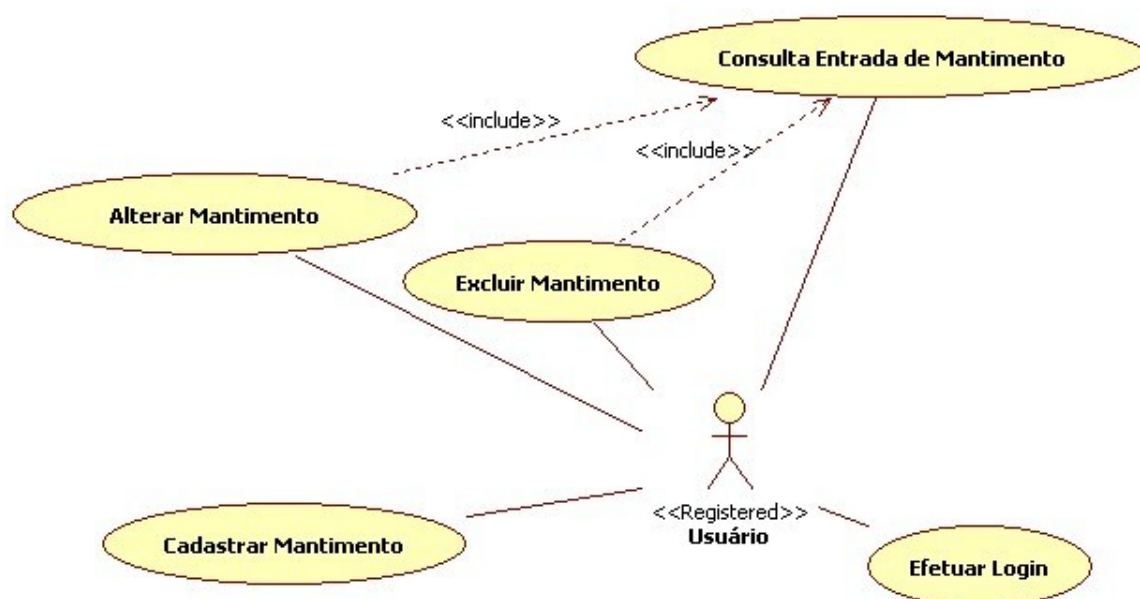 Consulta Entrada de Mantimento
<<include>>
<<include>>
Alterar Mantimento
Excluir Mantimento
<<Registered>>
Usuário
Cadastrar Mantimento
Efetuar Login